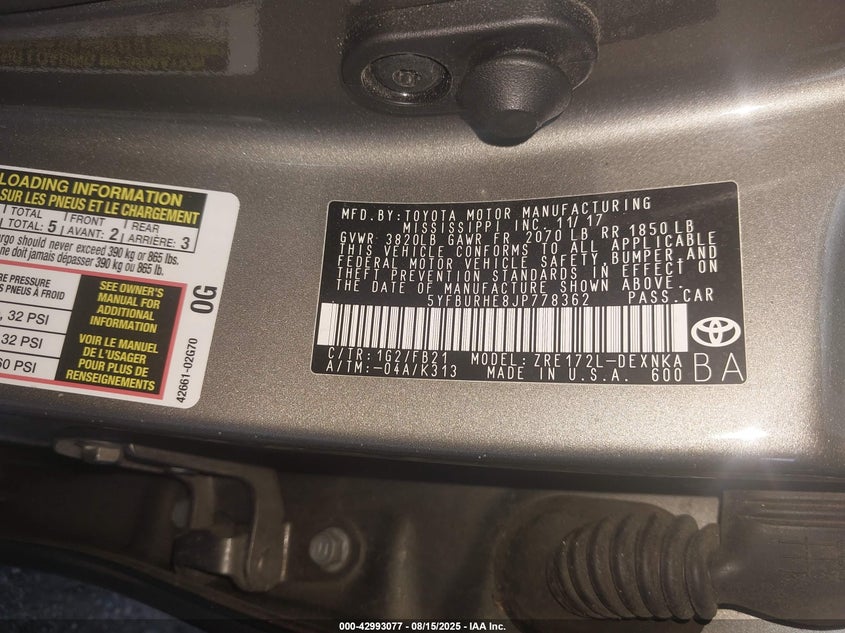 LOADING INFORMATION
SUR LES PNEUS ET LE CHARGEMENT
TOTAL FRONT REAR
TOTAL: 5 AVANT: 2 ARRIÈRE: 3
should never exceed 390 kg or 865 lbs.
ne doit jamais dépasser 390 kg ou 865 lb.
PRESSURE
PNEUS À FROID
, 32 PSI
, 32 PSI
60 PSI
SEE OWNER'S
MANUAL FOR
ADDITIONAL
INFORMATION
VOIR LE MANUEL
DE L'USAGER
POUR PLUS DE
RENSEIGNEMENTS
0G
42661-02G70
MFD.BY:TOYOTA MOTOR MANUFACTURING
MISSISSIPPI INC. 11/17
GVWR 3820LB GAWR FR 2070 LB RR 1850 LB
THIS VEHICLE CONFORMS TO ALL APPLICABLE
FEDERAL MOTOR VEHICLE SAFETY, BUMPER, AND
THEFT PREVENTION STANDARDS IN EFFECT ON
THE DATE OF MANUFACTURE SHOWN ABOVE.
5YFBURHE8JP778362 PASS.CAR
C/TR:1G2/FB21 MODEL: ZRE172L-DEXNKA
A/TM:-04A/K313 MADE IN U.S.A. 600
BA
000-42993077 - 08/15/2025 - IAA Inc.